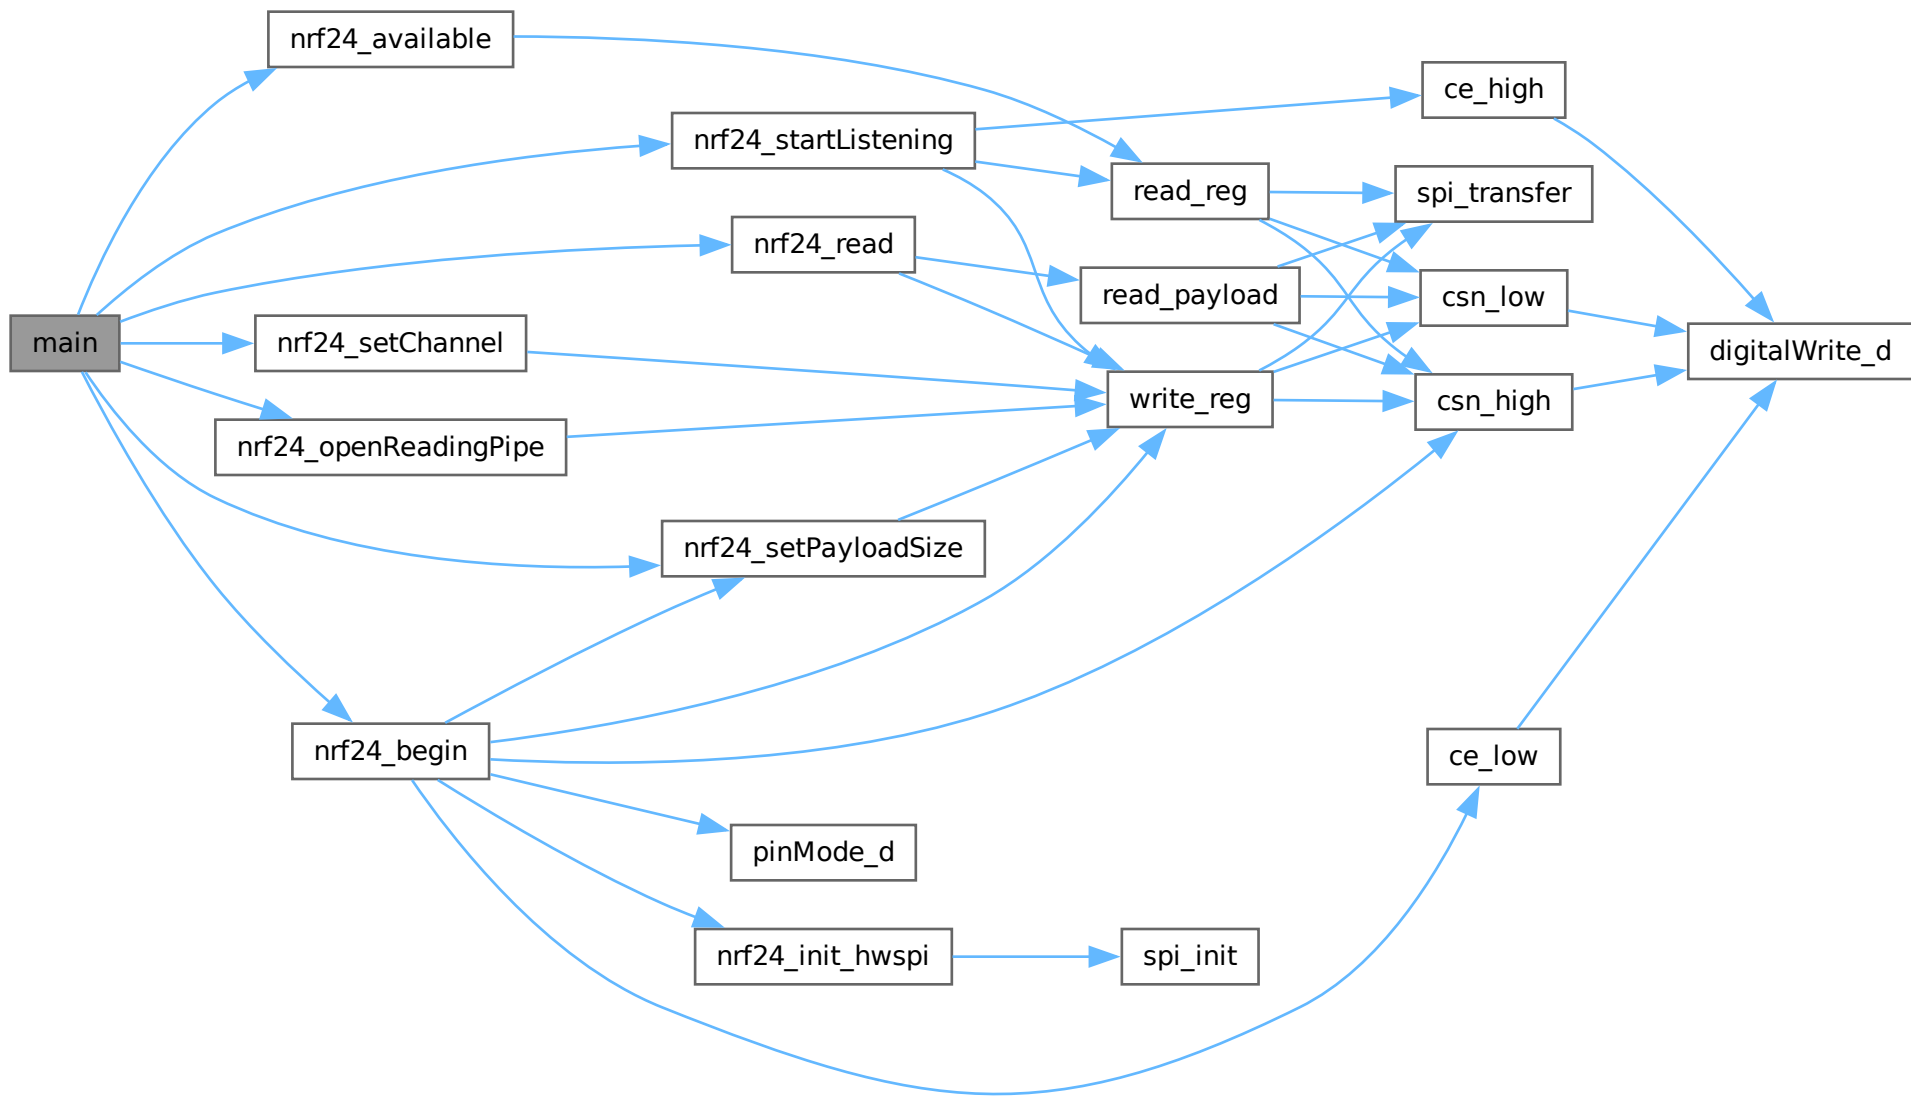 nrf24_available
ce_high
nrf24_startListening
read_reg
spi_transfer
nrf24_read
read_payload
csn_low
main
nrf24_setChannel
digitalWrite_d
write_reg
csn_high
nrf24_openReadingPipe
nrf24_setPayloadSize
nrf24_begin
ce_low
pinMode_d
nrf24_init_hwspi
spi_init